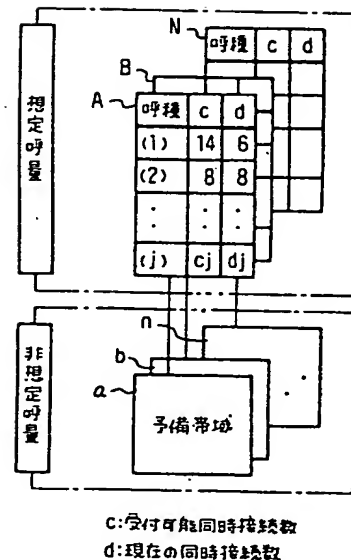 N
呼種 c d
B
A
呼種 c d
(1) 14 6
(2) 8 8
: : :
(j) cj dj
想定呼量
n
b
a
予備帯域
非想定呼量
c:受付可能同時接続数
d:現在の同時接続数